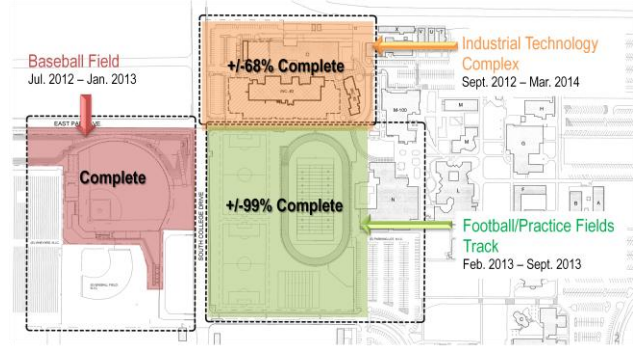 Baseball Field
Jul. 2012 – Jan. 2013
+/-68% Complete
Industrial Technology
Complex
Sept. 2012 – Mar. 2014
M-100
M
H
M
EAST PA
Complete
SOUTH COLLEGE DRIVE
+/-99% Complete
N
L
F
B
A
Football/Practice Fields
Track
Feb. 2013 – Sept. 2013